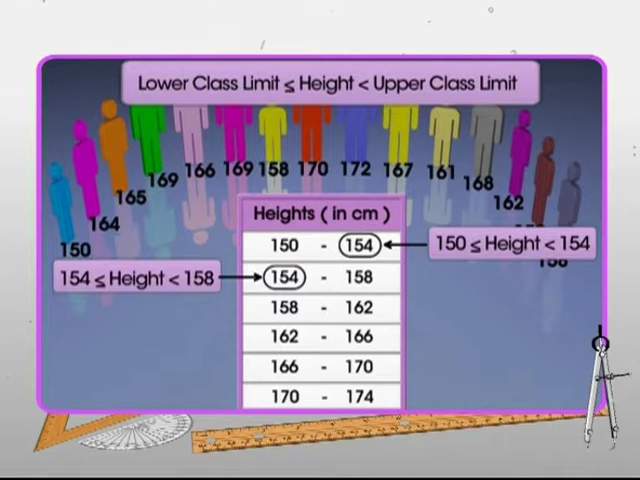 Lower Class Limit ≤ Height < Upper Class Limit
150
164
165
169
166
169
158
170
172
167
161
168
162
Heights ( in cm )
150 - 154
154 - 158
158 - 162
162 - 166
166 - 170
170 - 174
150 ≤ Height < 154
154 ≤ Height < 158